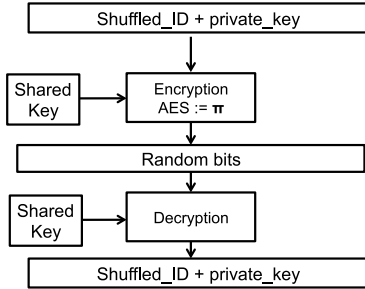 Shuffled_ID + private_key
Shared
Key
Encryption
AES := π
Random bits
Shared
Key
Decryption
Shuffled_ID + private_key